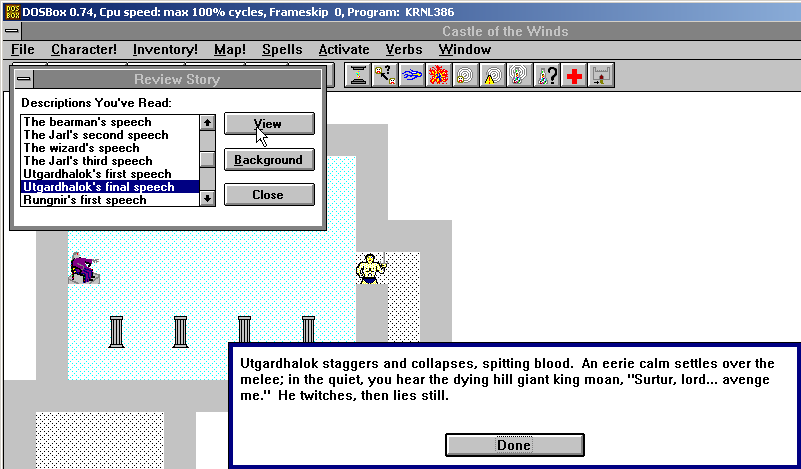 DOSBox 0.74, Cpu speed: max 100% cycles, Frameskip 0, Program: KRNL386
Castle of the Winds
File Character! Inventory! Map! Spells Activate Verbs Window
Review Story
Descriptions You've Read:
The bearman's speech
The Jarl's second speech
The wizard's speech
The Jarl's third speech
Utgardhalok's first speech
Utgardhalok's final speech
Rungnir's first speech
View
Background
Close
Utgardhalok staggers and collapses, spitting blood. An eerie calm settles over the
melee; in the quiet, you hear the dying hill giant king moan, "Surtur, lord... avenge
me." He twitches, then lies still.
Done